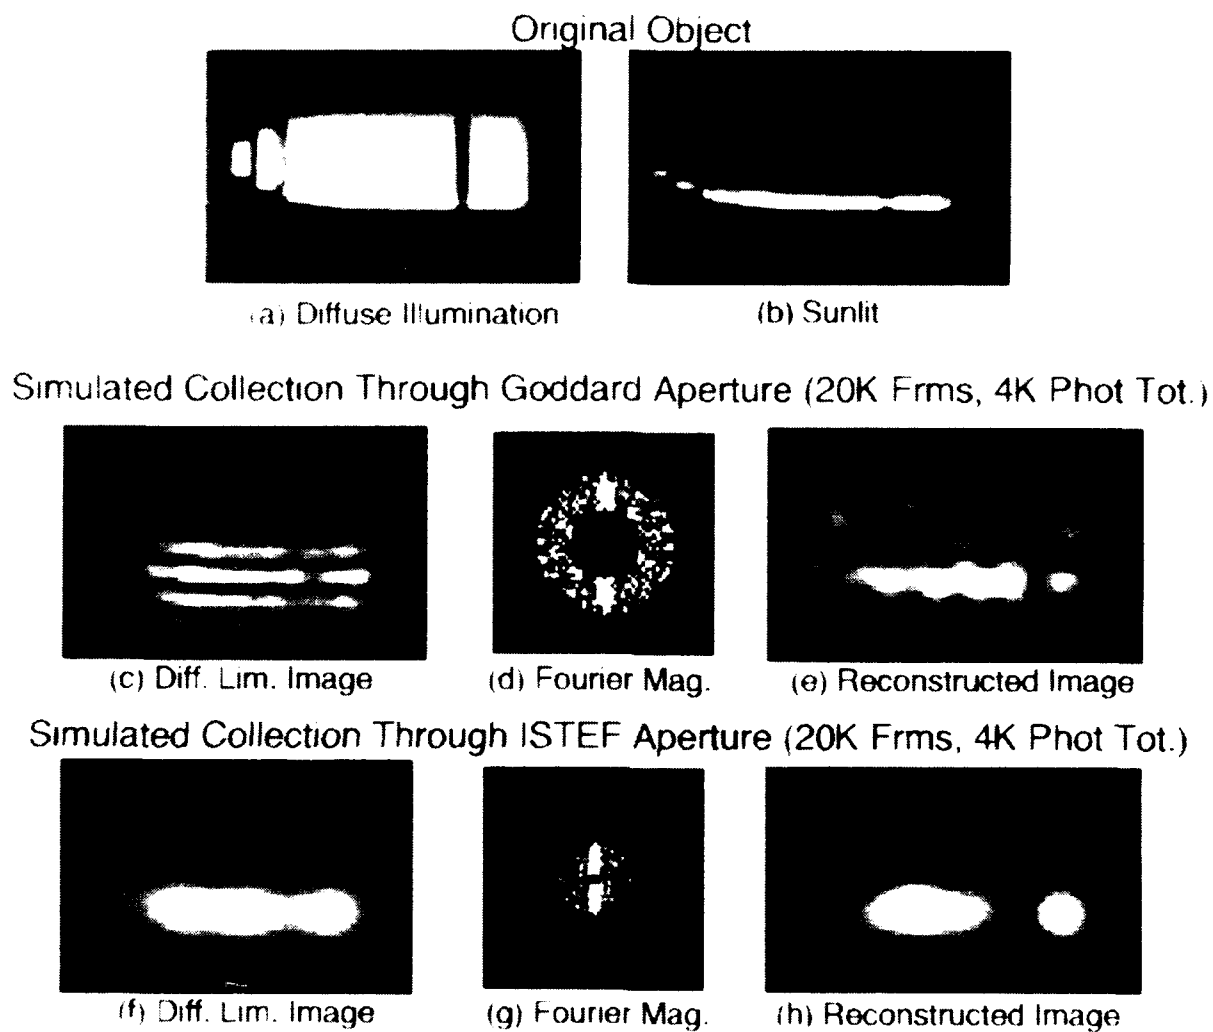 Original Object
(a) Diffuse Illumination
(b) Sunlit
Simulated Collection Through Goddard Aperture (20K Frms, 4K Phot Tot.)
(c) Diff. Lim. Image
(d) Fourier Mag.
(e) Reconstructed Image
Simulated Collection Through ISTEF Aperture (20K Frms, 4K Phot Tot.)
(f) Diff. Lim. Image
(g) Fourier Mag.
(h) Reconstructed Image